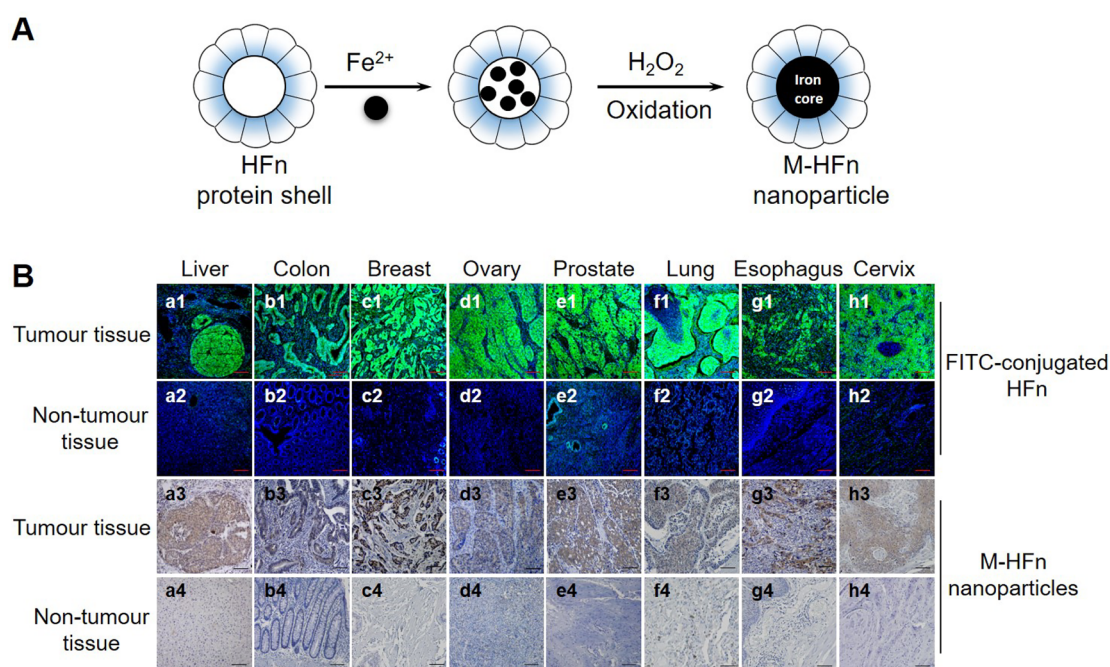 A
Fe²⁺
H₂O₂
Oxidation
Iron
core
HFn
protein shell
M-HFn
nanoparticle
B
Liver Colon Breast Ovary Prostate Lung Esophagus Cervix
a1 b1 c1 d1 e1 f1 g1 h1
Tumour tissue
FITC-conjugated
HFn
a2 b2 c2 d2 e2 f2 g2 h2
Non-tumour
tissue
a3 b3 c3 d3 e3 f3 g3 h3
Tumour tissue
M-HFn
nanoparticles
a4 b4 c4 d4 e4 f4 g4 h4
Non-tumour
tissue